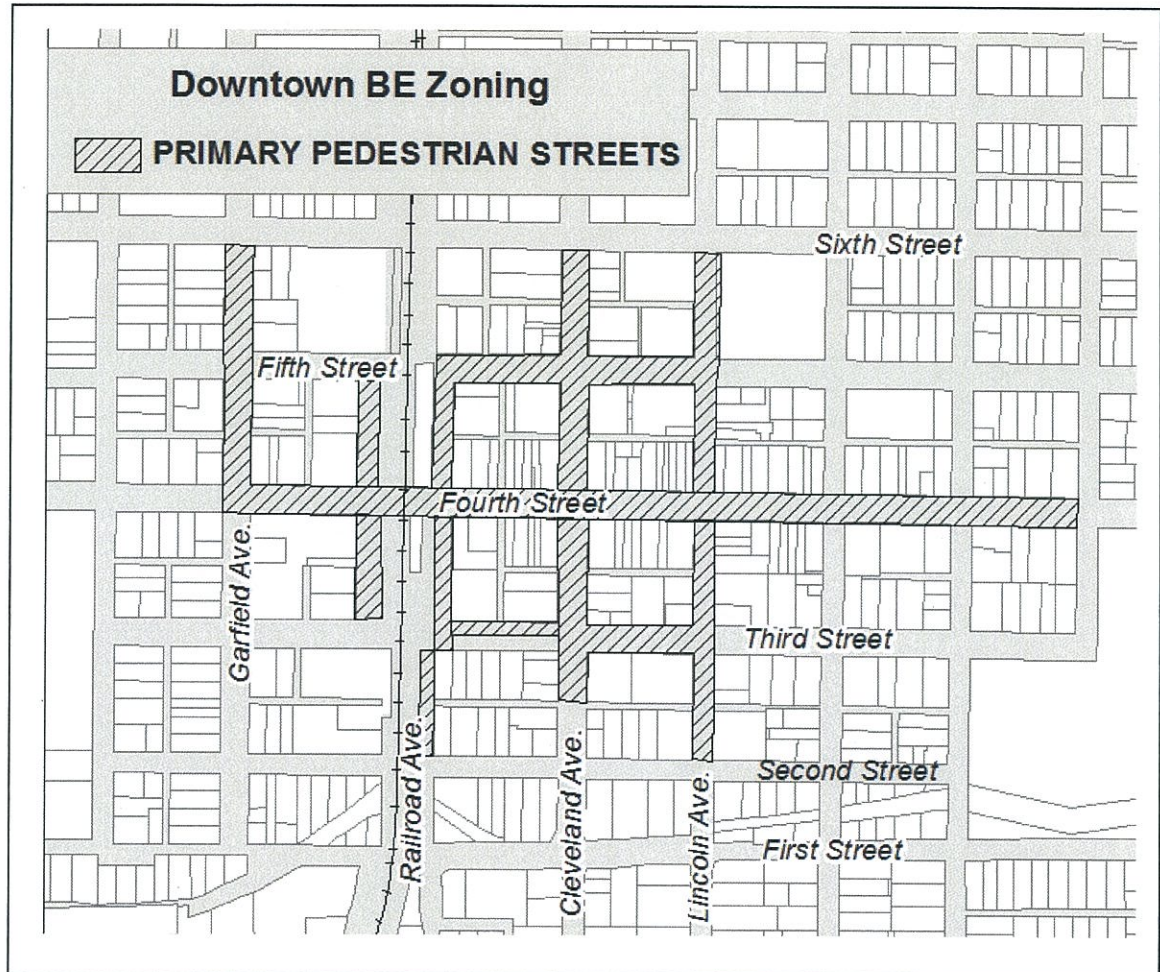 Downtown BE Zoning
PRIMARY PEDESTRIAN STREETS
Sixth Street
Fifth Street
Fourth Street
Garfield Ave.
Third Street
Railroad Ave.
Cleveland Ave.
Lincoln Ave.
Second Street
First Street